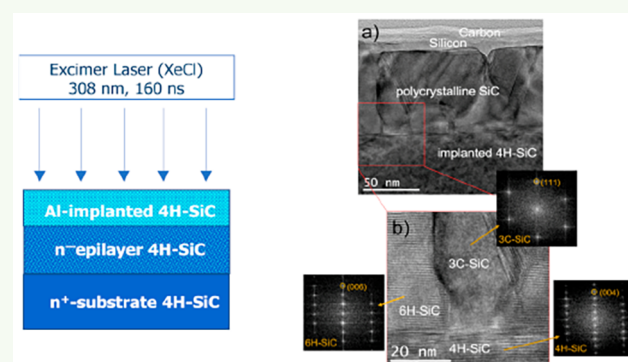 Excimer Laser (XeCl)
308 nm, 160 ns
Al-implanted 4H-SiC
n⁻epilayer 4H-SiC
n⁺-substrate 4H-SiC
a)
Carbon
Silicon
polycrystalline SiC
implanted 4H-SiC
50 nm
(111)
3C-SiC
b)
3C-SiC
(006)
6H-SiC
6H-SiC
(004)
4H-SiC
4H-SiC
20 nm